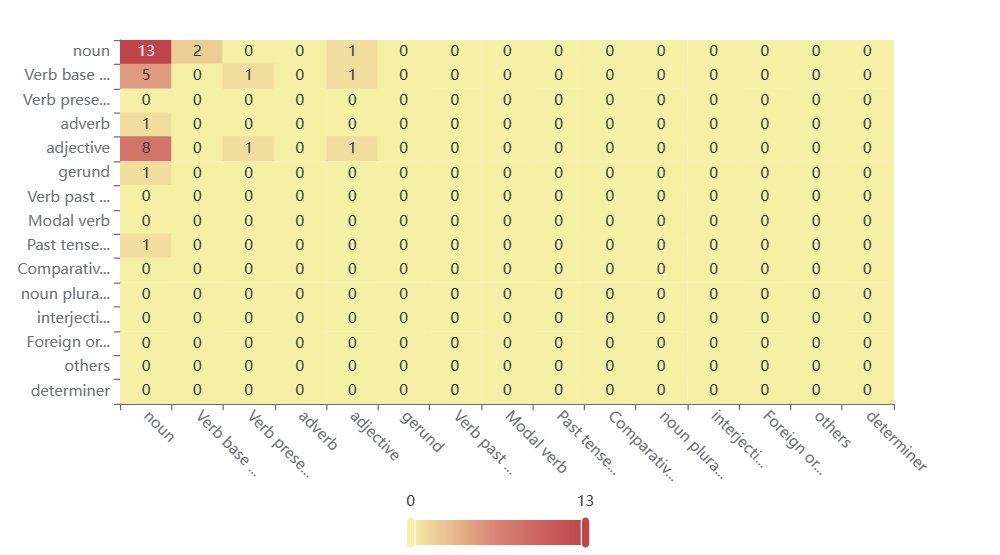 noun 13 2 0 0 1 0 0 0 0 0 0 0 0 0 0
Verb base ... 5 0 1 0 1 0 0 0 0 0 0 0 0 0 0
Verb prese... 0 0 0 0 0 0 0 0 0 0 0 0 0 0 0
adverb 1 0 0 0 0 0 0 0 0 0 0 0 0 0 0
adjective 8 0 1 0 1 0 0 0 0 0 0 0 0 0 0
gerund 1 0 0 0 0 0 0 0 0 0 0 0 0 0 0
Verb past ... 0 0 0 0 0 0 0 0 0 0 0 0 0 0 0
Modal verb 0 0 0 0 0 0 0 0 0 0 0 0 0 0 0
Past tense... 1 0 0 0 0 0 0 0 0 0 0 0 0 0 0
Comparativ... 0 0 0 0 0 0 0 0 0 0 0 0 0 0 0
noun plura... 0 0 0 0 0 0 0 0 0 0 0 0 0 0 0
interjecti... 0 0 0 0 0 0 0 0 0 0 0 0 0 0 0
Foreign or... 0 0 0 0 0 0 0 0 0 0 0 0 0 0 0
others 0 0 0 0 0 0 0 0 0 0 0 0 0 0 0
determiner 0 0 0 0 0 0 0 0 0 0 0 0 0 0 0
noun
Verb base ...
Verb prese...
adverb
adjective
gerund
Verb past ...
Modal verb
Past tense...
Comparativ...
noun plura...
interjecti...
Foreign or...
others
determiner
0 13